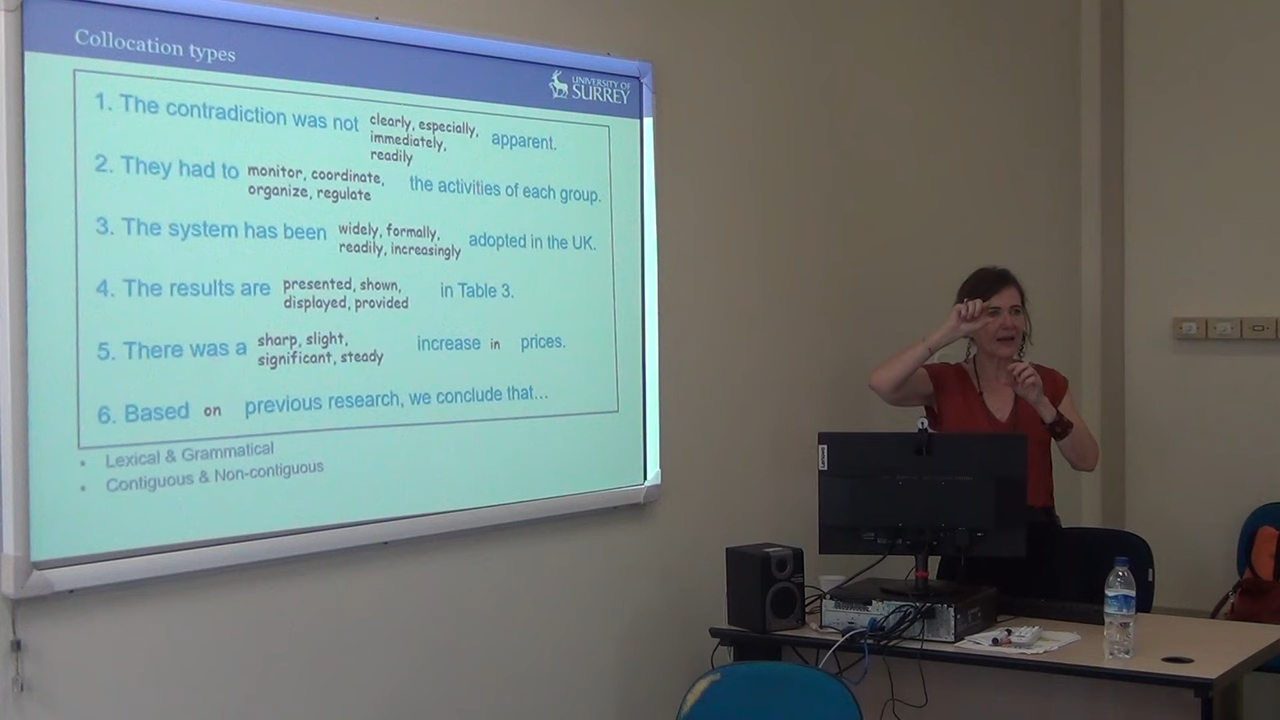 Collocation types
UNIVERSITY OF
SURREY
1. The contradiction was not clearly, especially, apparent.
immediately,
readily
2. They had to monitor, coordinate, the activities of each group.
organize, regulate
3. The system has been widely, formally, adopted in the UK.
readily, increasingly
4. The results are presented, shown, in Table 3.
displayed, provided
5. There was a sharp, slight, increase in prices.
significant, steady
6. Based on previous research, we conclude that…
• Lexical & Grammatical
• Contiguous & Non-contiguous
Lenovo